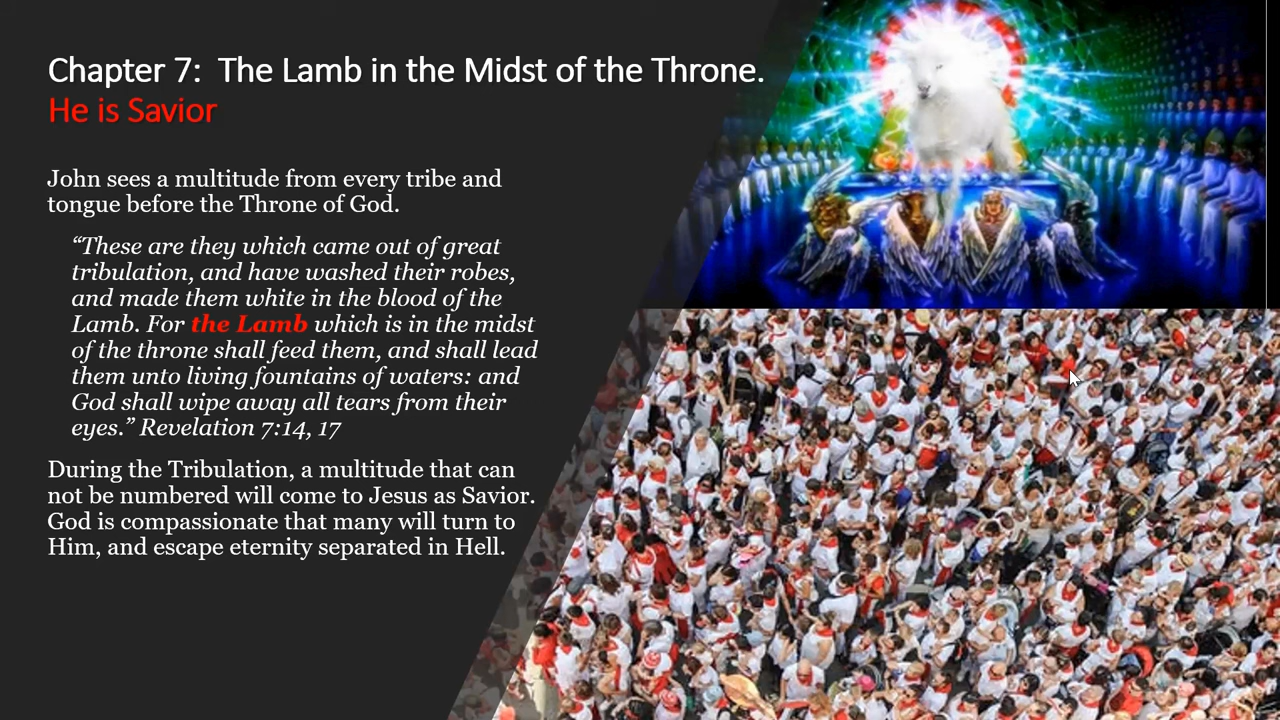 Chapter 7:  The Lamb in the Midst of the Throne.
He is Savior
John sees a multitude from every tribe and
tongue before the Throne of God.
“These are they which came out of great
tribulation, and have washed their robes,
and made them white in the blood of the
Lamb. For the Lamb which is in the midst
of the throne shall feed them, and shall lead
them unto living fountains of waters: and
God shall wipe away all tears from their
eyes.” Revelation 7:14, 17
During the Tribulation, a multitude that can
not be numbered will come to Jesus as Savior.
God is compassionate that many will turn to
Him, and escape eternity separated in Hell.